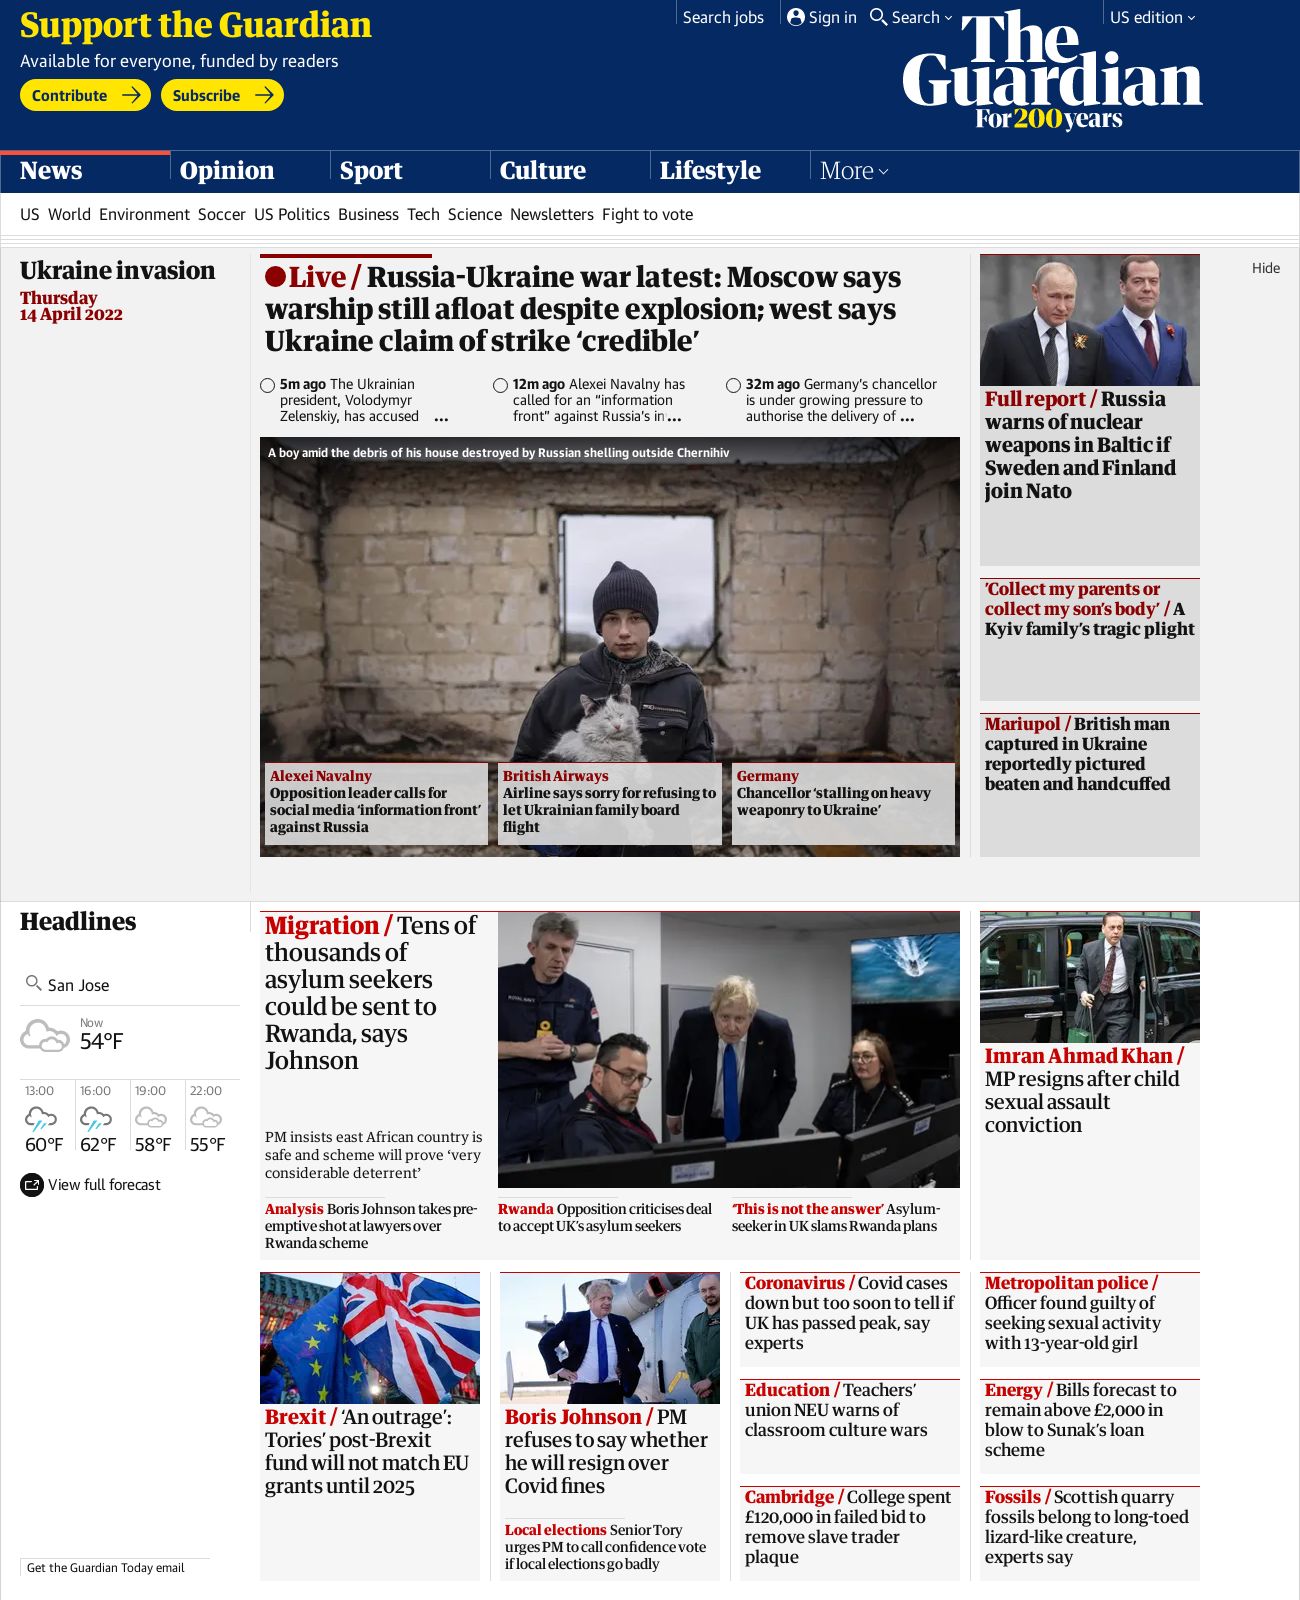 Support the Guardian
Available for everyone, funded by readers
Contribute
Subscribe
Search jobs
Sign in
Search
US edition
The
Guardian
For 200 years
News
Opinion
Sport
Culture
Lifestyle
More
US World Environment Soccer US Politics Business Tech Science Newsletters Fight to vote
Ukraine invasion
Thursday
14 April 2022
Live / Russia-Ukraine war latest: Moscow says
warship still afloat despite explosion; west says
Ukraine claim of strike ‘credible’
5m ago The Ukrainian
president, Volodymyr
Zelenskiy, has accused ...
12m ago Alexei Navalny has
called for an “information
front” against Russia’s in...
32m ago Germany’s chancellor
is under growing pressure to
authorise the delivery of ...
A boy amid the debris of his house destroyed by Russian shelling outside Chernihiv
Alexei Navalny
Opposition leader calls for
social media ‘information front’
against Russia
British Airways
Airline says sorry for refusing to
let Ukrainian family board
flight
Germany
Chancellor ‘stalling on heavy
weaponry to Ukraine’
Hide
Full report / Russia
warns of nuclear
weapons in Baltic if
Sweden and Finland
join Nato
‘Collect my parents or
collect my son’s body’ / A
Kyiv family’s tragic plight
Mariupol / British man
captured in Ukraine
reportedly pictured
beaten and handcuffed
Headlines
San Jose
Now
54°F
13:00
16:00
19:00
22:00
60°F
62°F
58°F
55°F
View full forecast
Get the Guardian Today email
Migration / Tens of
thousands of
asylum seekers
could be sent to
Rwanda, says
Johnson
PM insists east African country is
safe and scheme will prove ‘very
considerable deterrent’
ROYAL NAVY
Analysis Boris Johnson takes pre-
emptive shot at lawyers over
Rwanda scheme
Rwanda Opposition criticises deal
to accept UK’s asylum seekers
‘This is not the answer’ Asylum-
seeker in UK slams Rwanda plans
Imran Ahmad Khan /
MP resigns after child
sexual assault
conviction
Brexit / ‘An outrage’:
Tories’ post-Brexit
fund will not match EU
grants until 2025
Boris Johnson / PM
refuses to say whether
he will resign over
Covid fines
Local elections Senior Tory
urges PM to call confidence vote
if local elections go badly
Coronavirus / Covid cases
down but too soon to tell if
UK has passed peak, say
experts
Education / Teachers’
union NEU warns of
classroom culture wars
Cambridge / College spent
£120,000 in failed bid to
remove slave trader
plaque
Metropolitan police /
Officer found guilty of
seeking sexual activity
with 13-year-old girl
Energy / Bills forecast to
remain above £2,000 in
blow to Sunak’s loan
scheme
Fossils / Scottish quarry
fossils belong to long-toed
lizard-like creature,
experts say